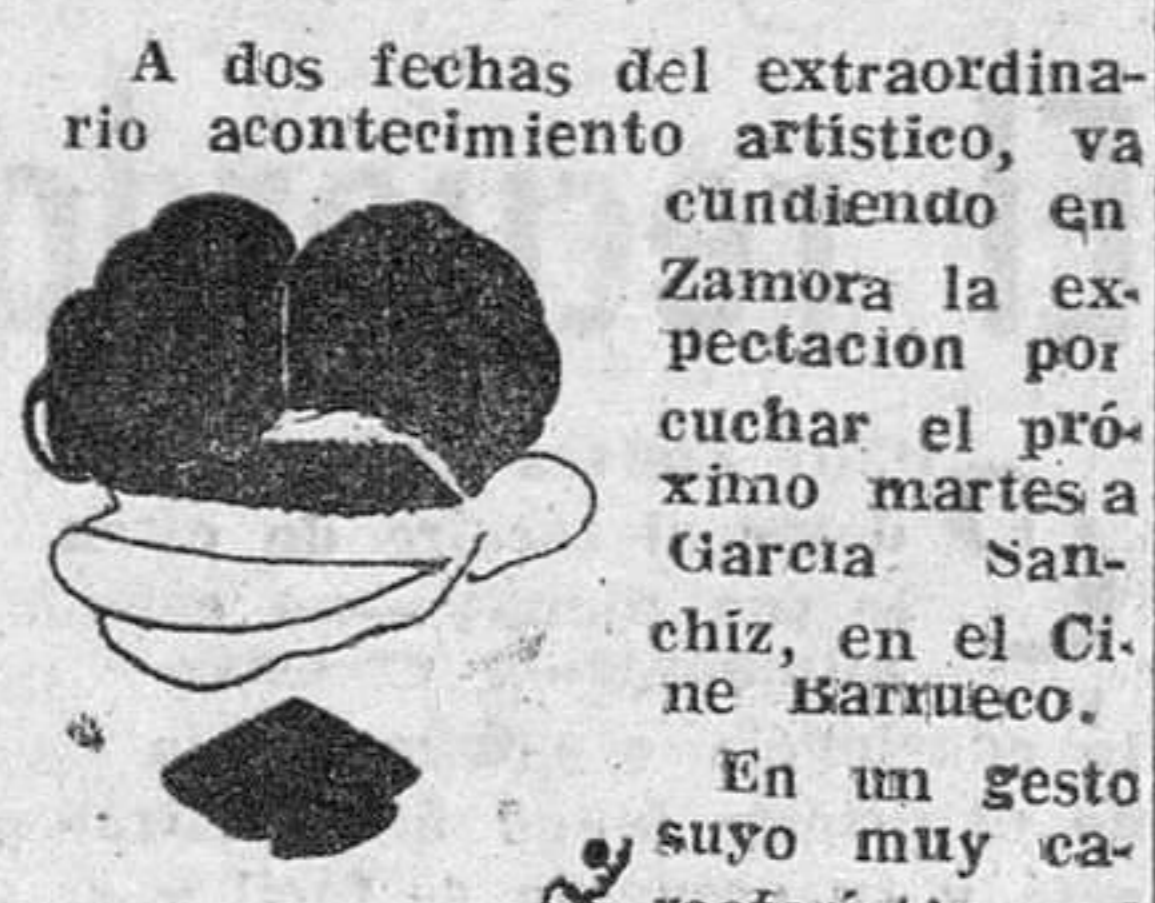 A dos fechas del extraordina-
rio acontecimiento artístico, va
cundiendo en
Zamora la ex-
pectación por
cuchar el pró-
ximo martes a
García San-
chíz, en el Ci-
ne Barrueco.
En un gesto
suyo muy ca-